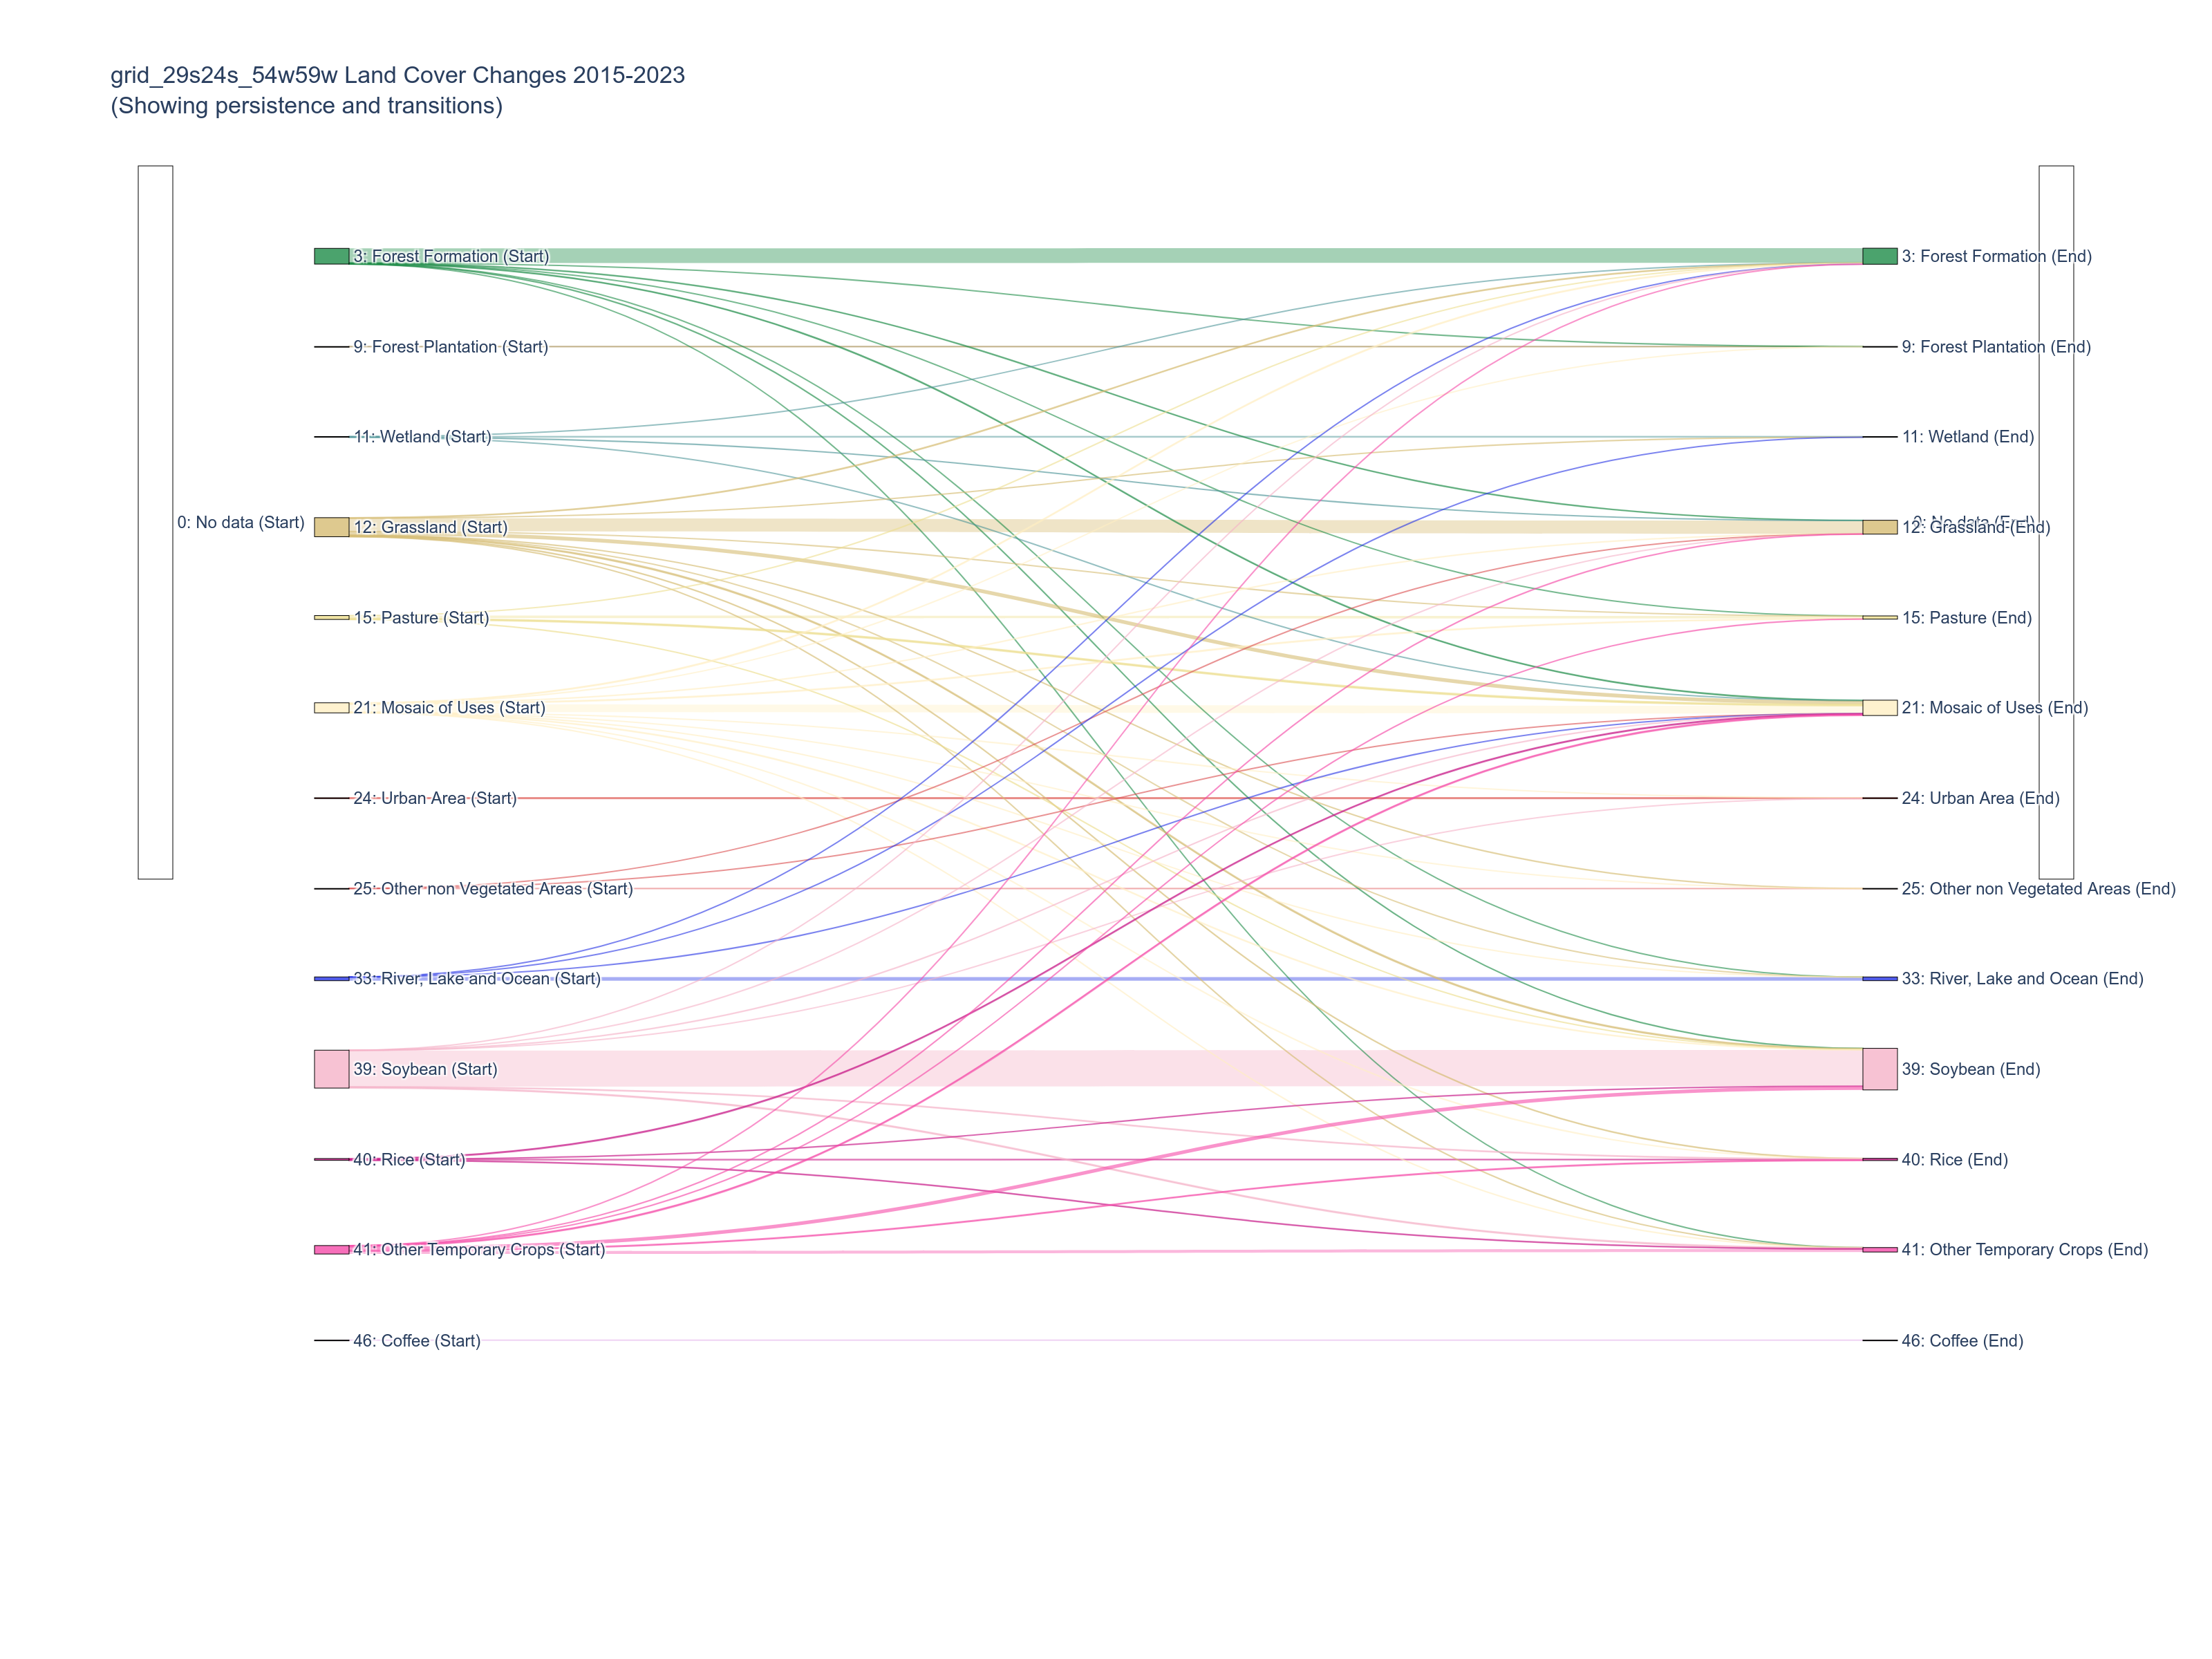 grid_29s24s_54w59w Land Cover Changes 2015-2023
(Showing persistence and transitions)
3: Forest Formation (Start)
3: Forest Formation (End)
9: Forest Plantation (Start)
9: Forest Plantation (End)
11: Wetland (Start)
11: Wetland (End)
0: No data (Start)
12: Grassland (Start)
0: No data (End)
12: Grassland (End)
15: Pasture (Start)
15: Pasture (End)
21: Mosaic of Uses (Start)
21: Mosaic of Uses (End)
24: Urban Area (Start)
24: Urban Area (End)
25: Other non Vegetated Areas (Start)
25: Other non Vegetated Areas (End)
33: River, Lake and Ocean (Start)
33: River, Lake and Ocean (End)
39: Soybean (Start)
39: Soybean (End)
40: Rice (Start)
40: Rice (End)
41: Other Temporary Crops (Start)
41: Other Temporary Crops (End)
46: Coffee (Start)
46: Coffee (End)